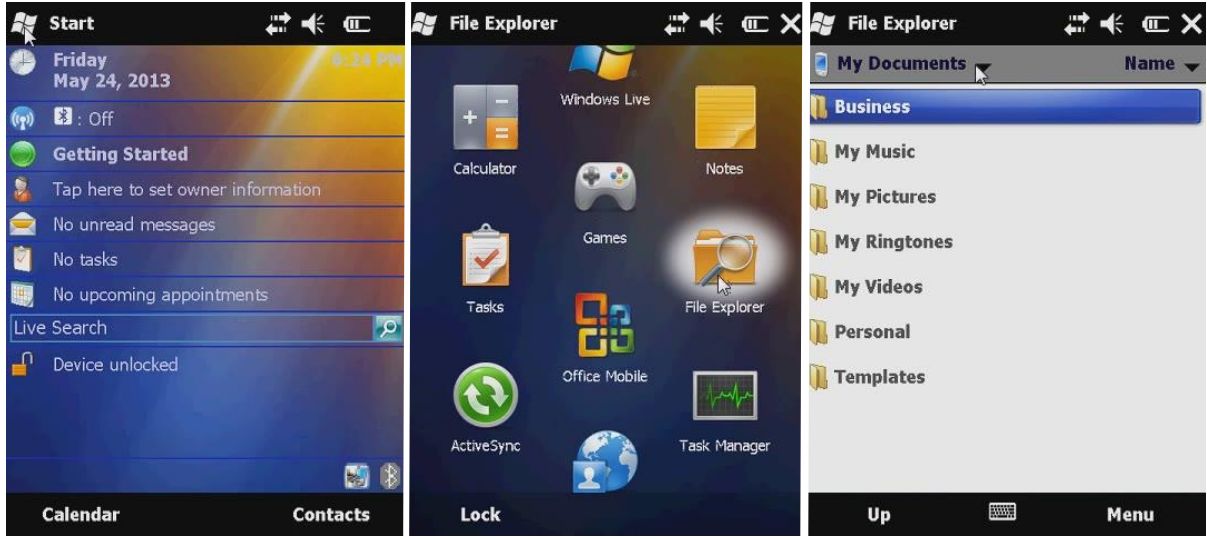 Start
Friday
May 24, 2013
6:24 PM
: Off
Getting Started
Tap here to set owner information
No unread messages
No tasks
No upcoming appointments
Live Search
Device unlocked
Calendar
Contacts
File Explorer
Windows Live
Calculator
Notes
Games
Tasks
File Explorer
Office Mobile
ActiveSync
Task Manager
Lock
File Explorer
My Documents
Name
Business
My Music
My Pictures
My Ringtones
My Videos
Personal
Templates
Up
Menu